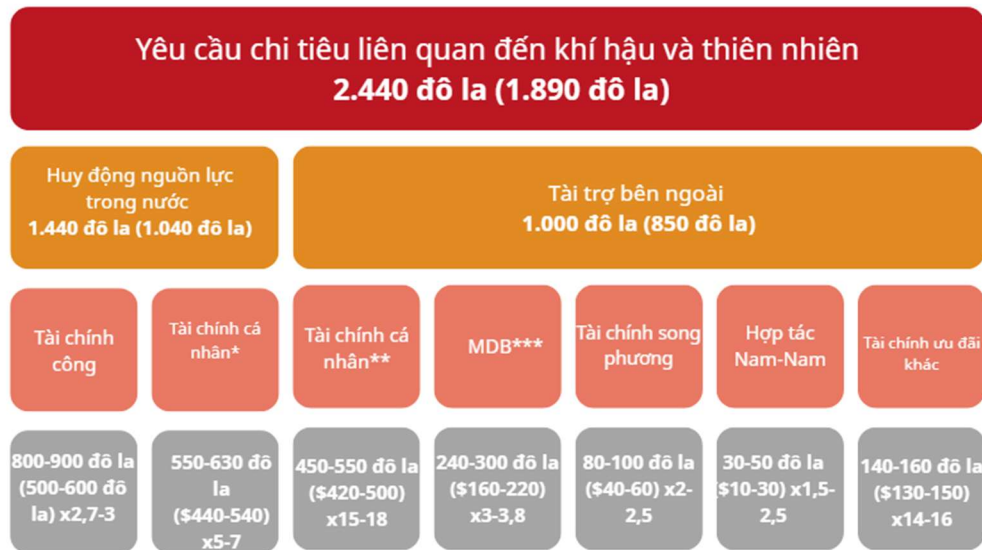 Yêu cầu chi tiêu liên quan đến khí hậu và thiên nhiên
2.440 đô la (1.890 đô la)
Huy động nguồn lực
trong nước
1.440 đô la (1.040 đô la)
Tài trợ bên ngoài
1.000 đô la (850 đô la)
Tài chính
công
Tài chính cá
nhân*
Tài chính cá
nhân**
MDB***
Tài chính song
phương
Hợp tác
Nam-Nam
Tài chính ưu đãi
khác
800-900 đô la
(500-600 đô
la) x2,7-3
550-630 đô
la
($440-540)
x5-7
450-550 đô la
($420-500)
x15-18
240-300 đô la
($160-220)
x3-3,8
80-100 đô la
($40-60) x2-
2,5
30-50 đô la
($10-30) x1,5-
2,5
140-160 đô la
($130-150)
x14-16